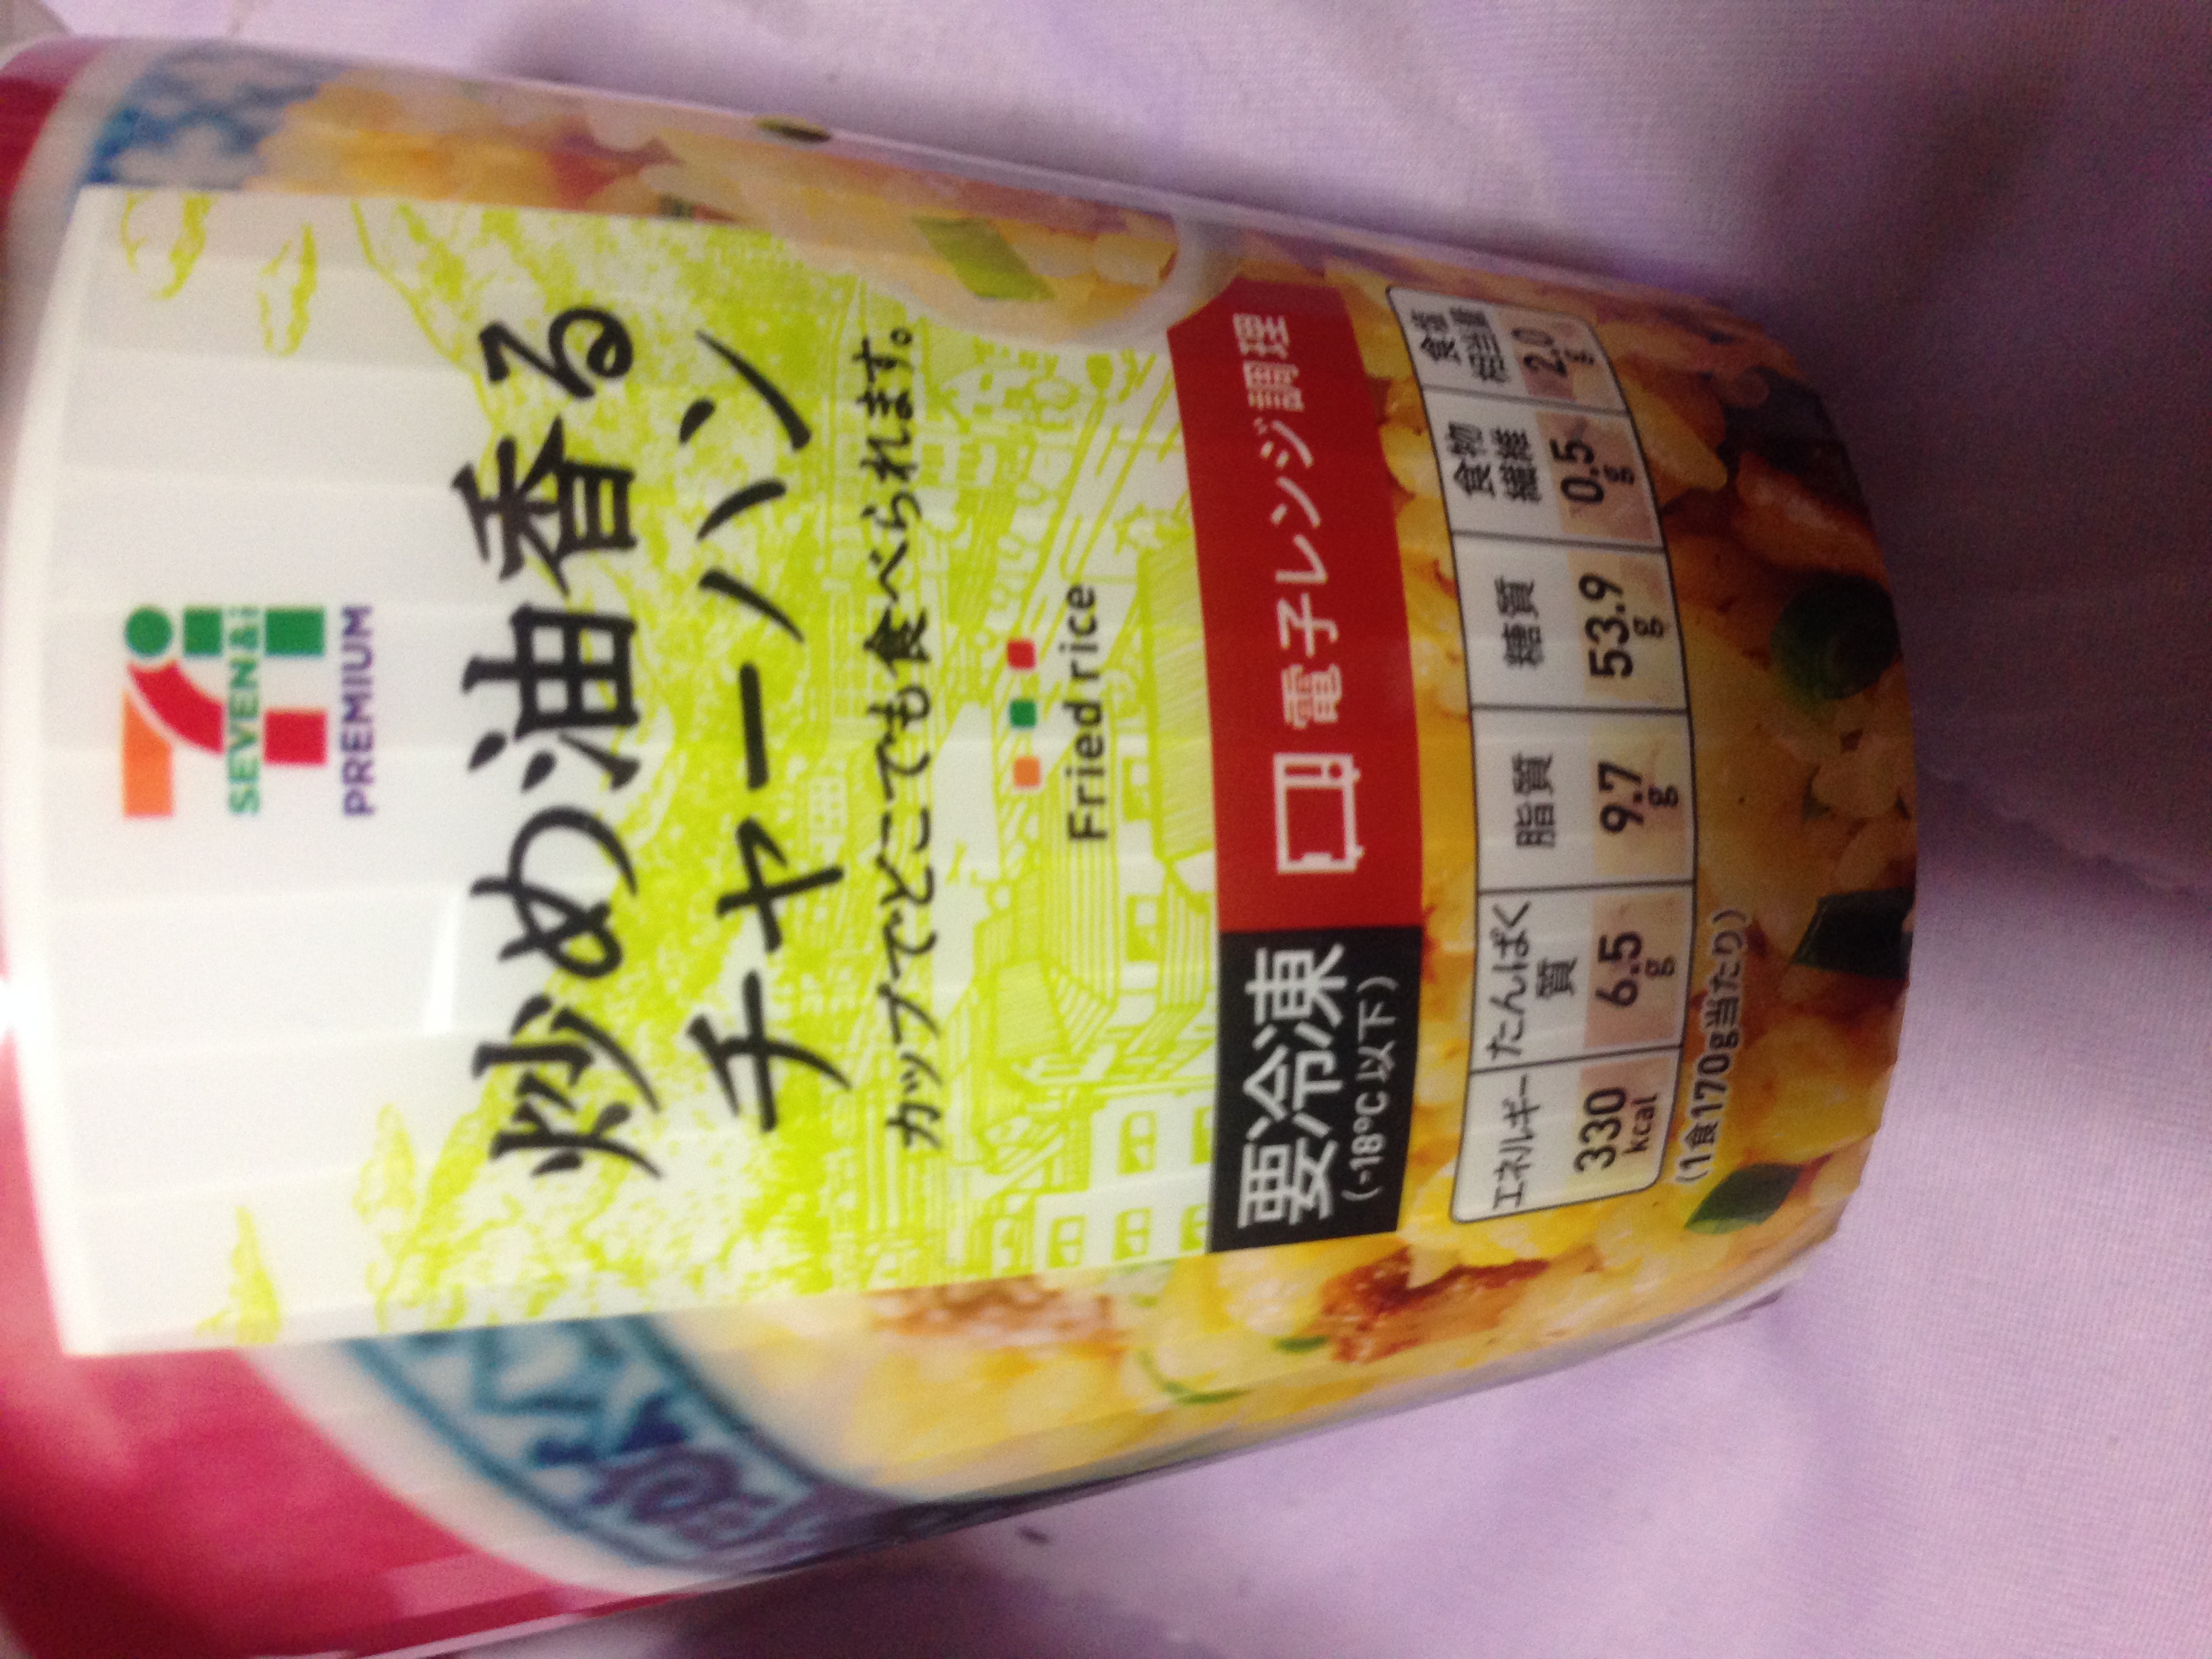 SEVEN&i
PREMIUM
炒め油香る
チャーハン
カップでどこでも食べられます。
Fried rice
要冷凍
(-18℃以下)
電子レンジ調理
エネルギー
330
kcal
たんぱく
質
6.5
g
脂質
9.7
g
糖質
53.9
g
食物
繊維
0.5
g
食塩
相当量
2.0
g
(1食170g当たり)